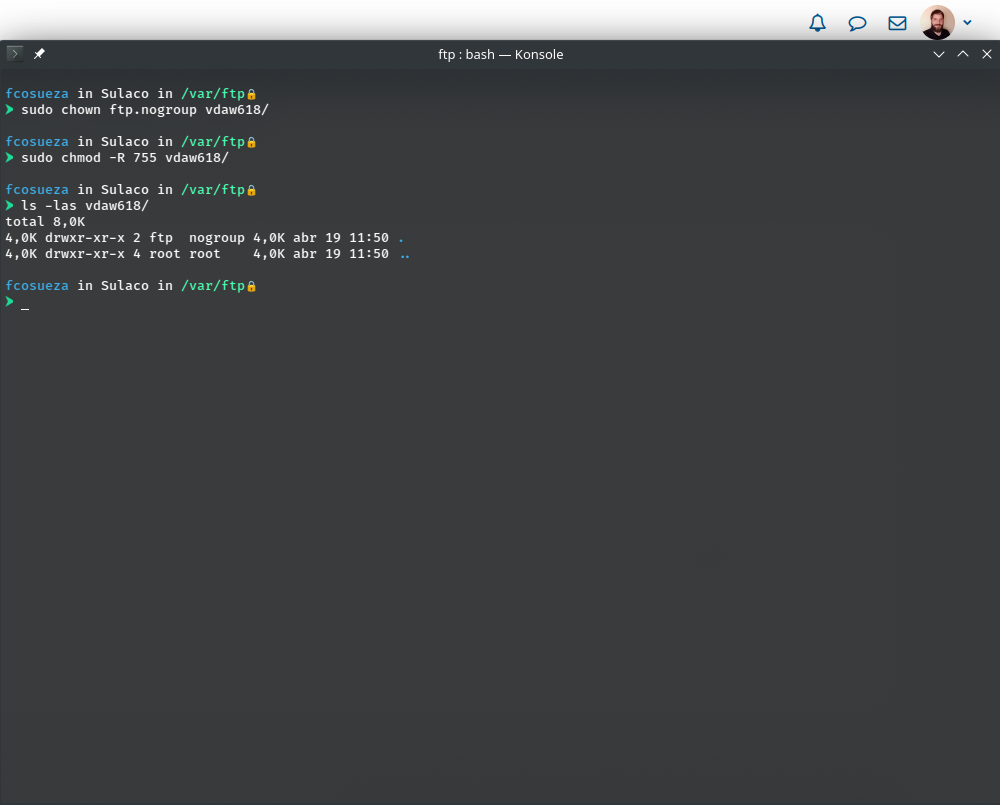 ftp : bash — Konsole
fcosueza in Sulaco in /var/ftp🔒
➤ sudo chown ftp.nogroup vdaw618/
fcosueza in Sulaco in /var/ftp🔒
➤ sudo chmod -R 755 vdaw618/
fcosueza in Sulaco in /var/ftp🔒
➤ ls -las vdaw618/
total 8,0K
4,0K drwxr-xr-x 2 ftp  nogroup 4,0K abr 19 11:50 .
4,0K drwxr-xr-x 4 root root    4,0K abr 19 11:50 ..
fcosueza in Sulaco in /var/ftp🔒
➤ _